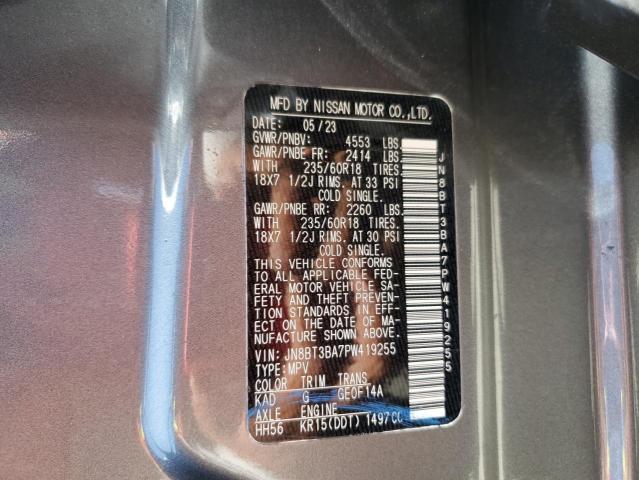 MFD BY NISSAN MOTOR CO.,LTD.
DATE: 05/23
GVWR/PNBV: 4553 LBS.
GAWR/PNBE FR: 2414 LBS.
WITH 235/60R18 TIRES.
18X7 1/2J RIMS. AT 33 PSI
COLD SINGLE.
GAWR/PNBE RR: 2260 LBS.
WITH 235/60R18 TIRES.
18X7 1/2J RIMS. AT 30 PSI
COLD SINGLE.
THIS VEHICLE CONFORMS
TO ALL APPLICABLE FED-
ERAL MOTOR VEHICLE SA-
FETY AND THEFT PREVEN-
TION STANDARDS IN EFF-
ECT ON THE DATE OF MA-
NUFACTURE SHOWN ABOVE.
VIN: JN8BT3BA7PW419255
TYPE: MPV
COLOR TRIM TRANS
KAD G GE0F14A
AXLE ENGINE
HH56 KR15(DDT) 1497CC
JN8BT3BA7PW419255